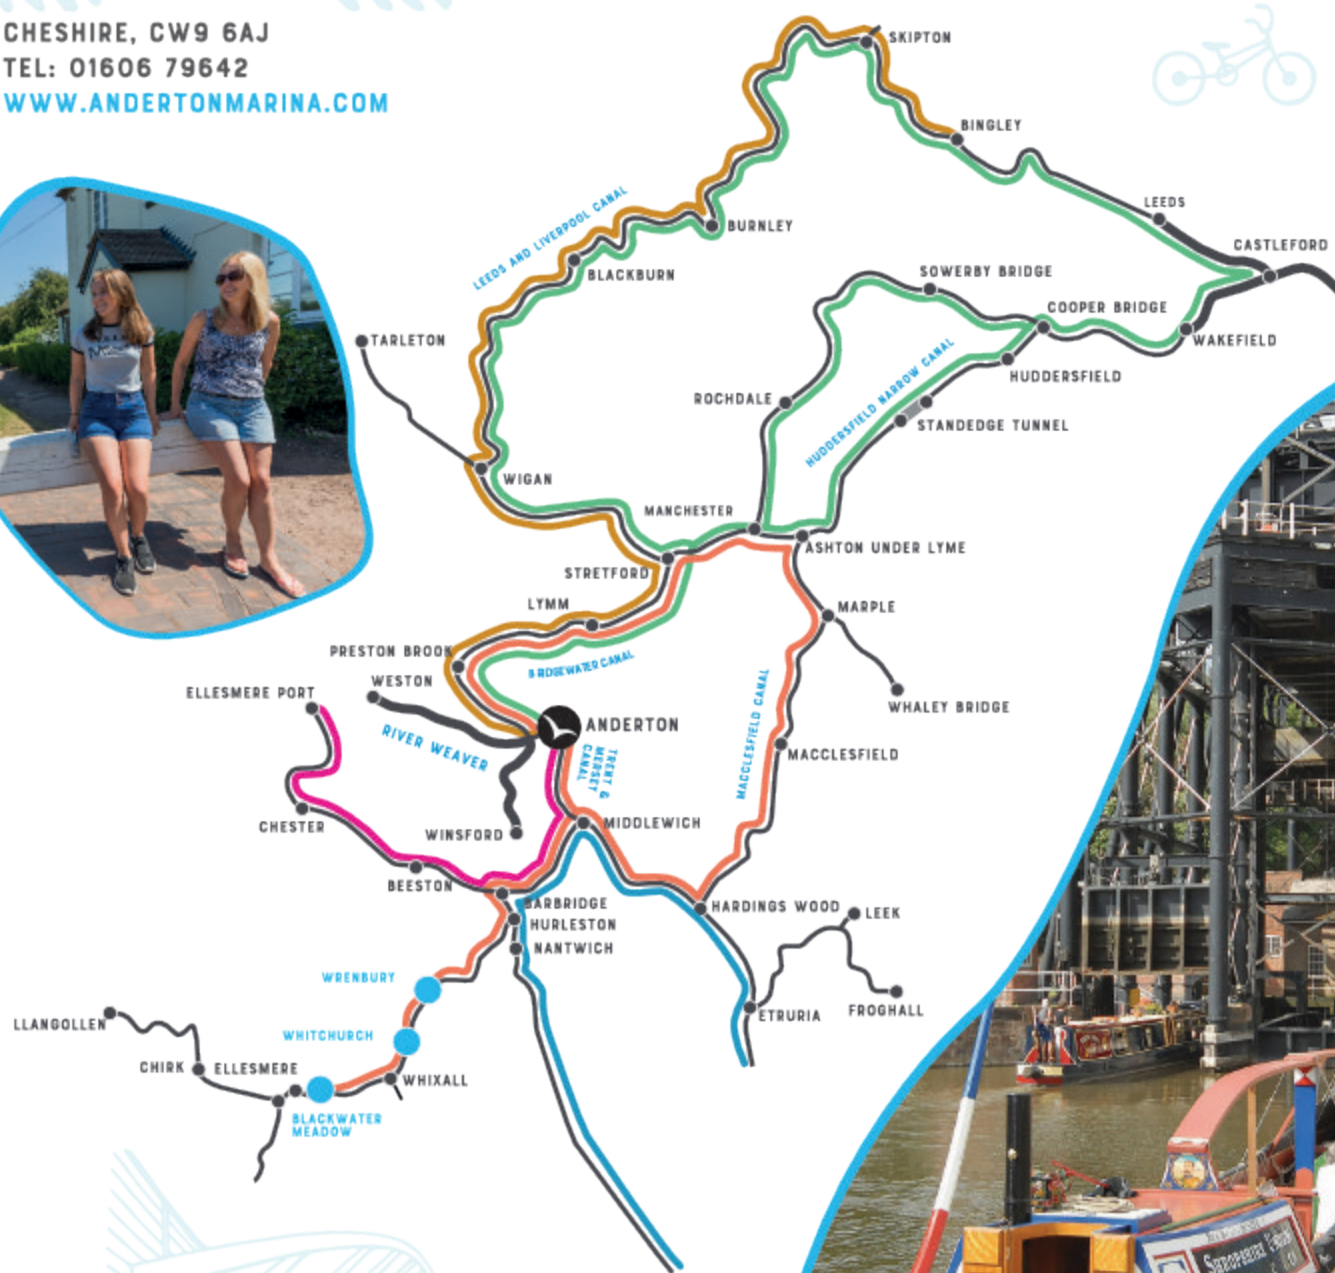 CHESHIRE, CW9 6AJ
TEL: 01606 79642
WWW.ANDERTONMARINA.COM
SKIPTON
BINGLEY
LEEDS
CASTLEFORD
LEEDS AND LIVERPOOL CANAL
BURNLEY
BLACKBURN
SOWERBY BRIDGE
COOPER BRIDGE
WAKEFIELD
TARLETON
HUDDERSFIELD
HUDDERSFIELD NARROW CANAL
ROCHDALE
STANDEDGE TUNNEL
WIGAN
MANCHESTER
ASHTON UNDER LYME
STRETFORD
LYMM
MARPLE
PRESTON BROOK
BRIDGEWATER CANAL
WESTON
ELLESMERE PORT
WHALEY BRIDGE
ANDERTON
RIVER WEAVER
TRENT &
MERSEY
CANAL
MACCLESFIELD CANAL
MACCLESFIELD
CHESTER
WINSFORD
MIDDLEWICH
BEESTON
BARBRIDGE
HARDINGS WOOD
LEEK
HURLESTON
NANTWICH
WRENBURY
FROGHALL
ETRURIA
LLANGOLLEN
WHITCHURCH
CHIRK
ELLESMERE
WHIXALL
BLACKWATER
MEADOW